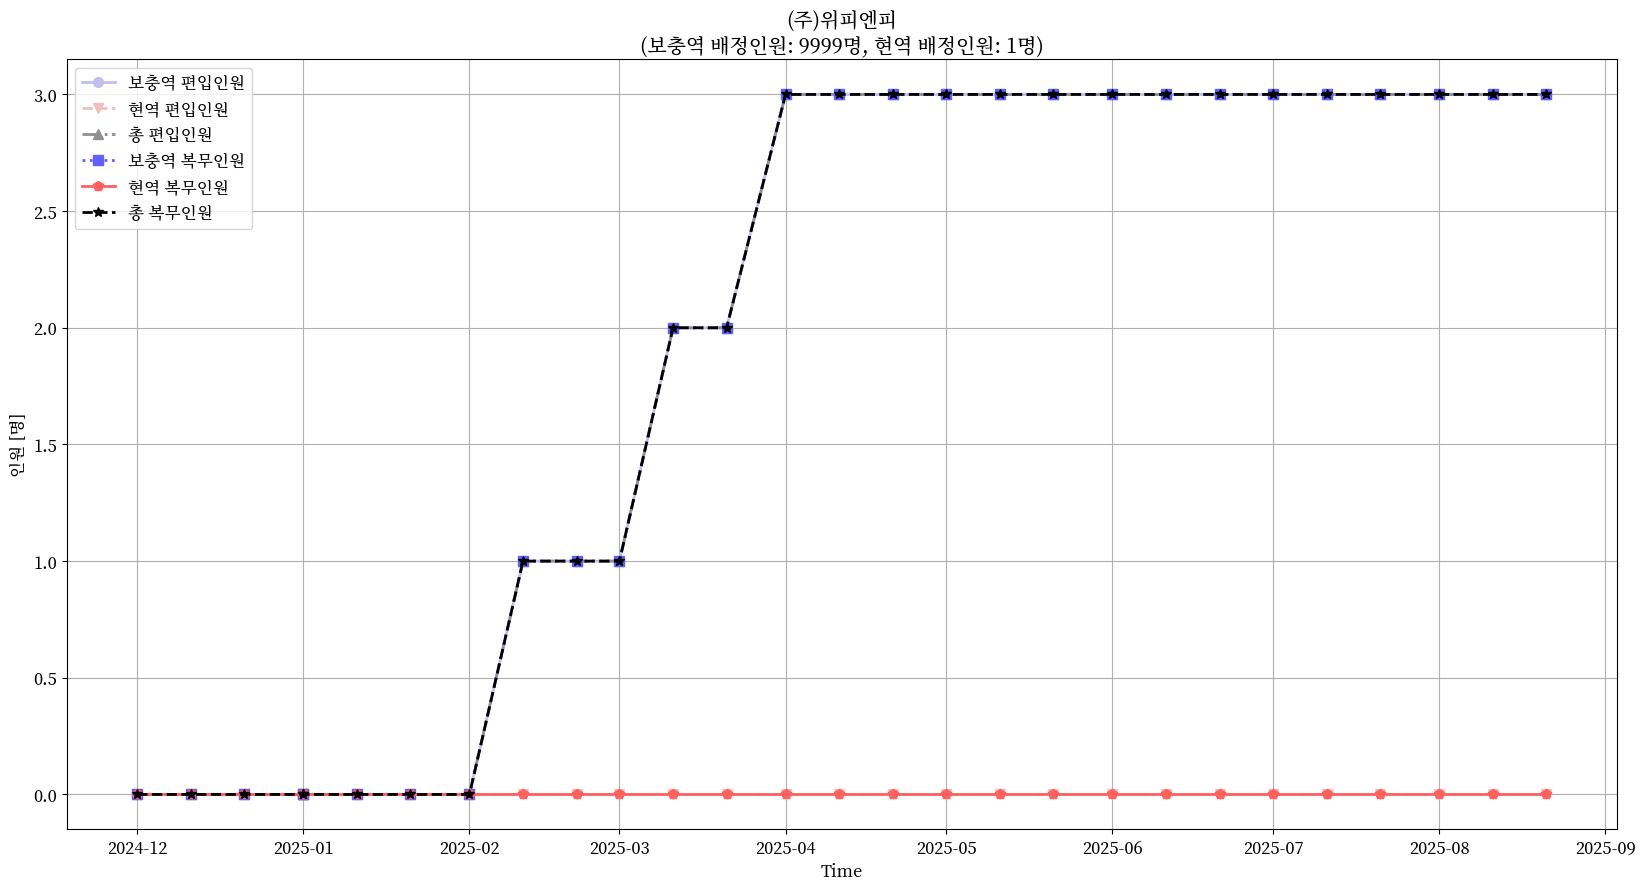 (주)위피엔피
(보충역 배정인원: 9999명, 현역 배정인원: 1명)
보충역 편입인원
현역 편입인원
총 편입인원
보충역 복무인원
현역 복무인원
총 복무인원
3.0
2.5
2.0
1.5
1.0
0.5
0.0
인원 [명]
2024-12
2025-01
2025-02
2025-03
2025-04
2025-05
2025-06
2025-07
2025-08
2025-09
Time